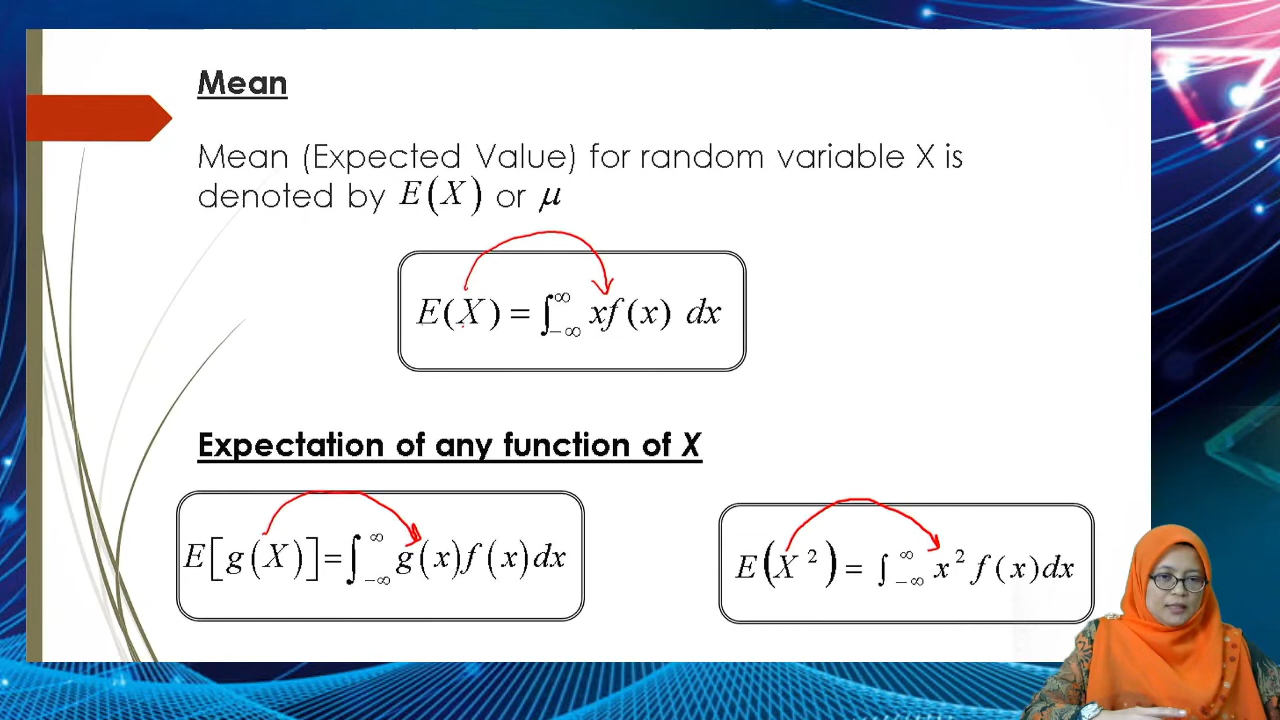 Mean
Mean (Expected Value) for random variable X is
denoted by E(X) or μ
E(X) = ∫_{-∞}^{∞} xf(x) dx
Expectation of any function of X
E[g(X)]=∫_{-∞}^{∞} g(x)f(x)dx
E(X²) = ∫_{-∞}^{∞} x² f(x)dx